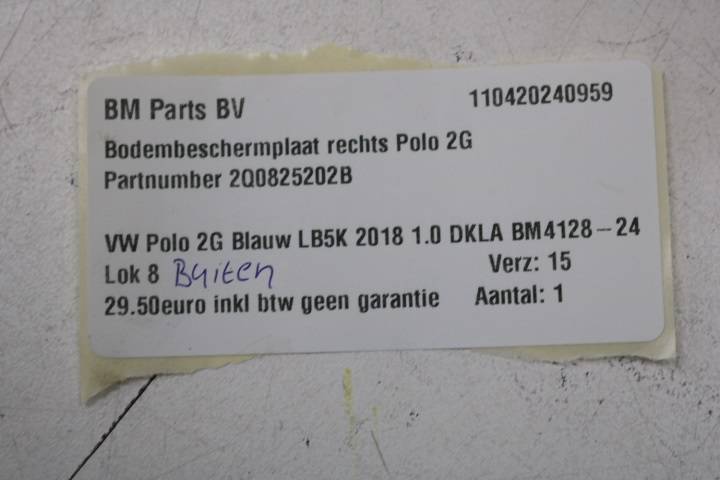 BM Parts BV 110420240959
Bodembeschermplaat rechts Polo 2G
Partnumber 2Q0825202B
VW Polo 2G Blauw LB5K 2018 1.0 DKLA BM4128-24
Lok 8 Buiten Verz: 15
29.50euro inkl btw geen garantie Aantal: 1